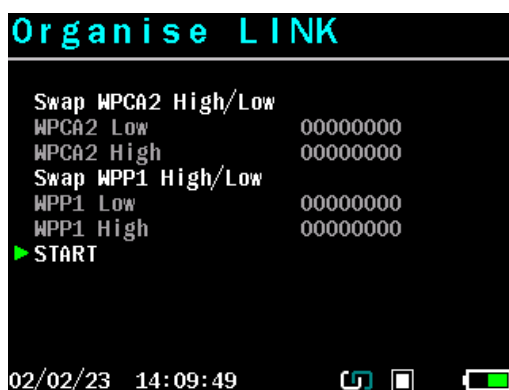 Organise LINK
Swap WPCA2 High/Low
WPCA2 Low 00000000
WPCA2 High 00000000
Swap WPP1 High/Low
WPP1 Low 00000000
WPP1 High 00000000
START
02/02/23 14:09:49